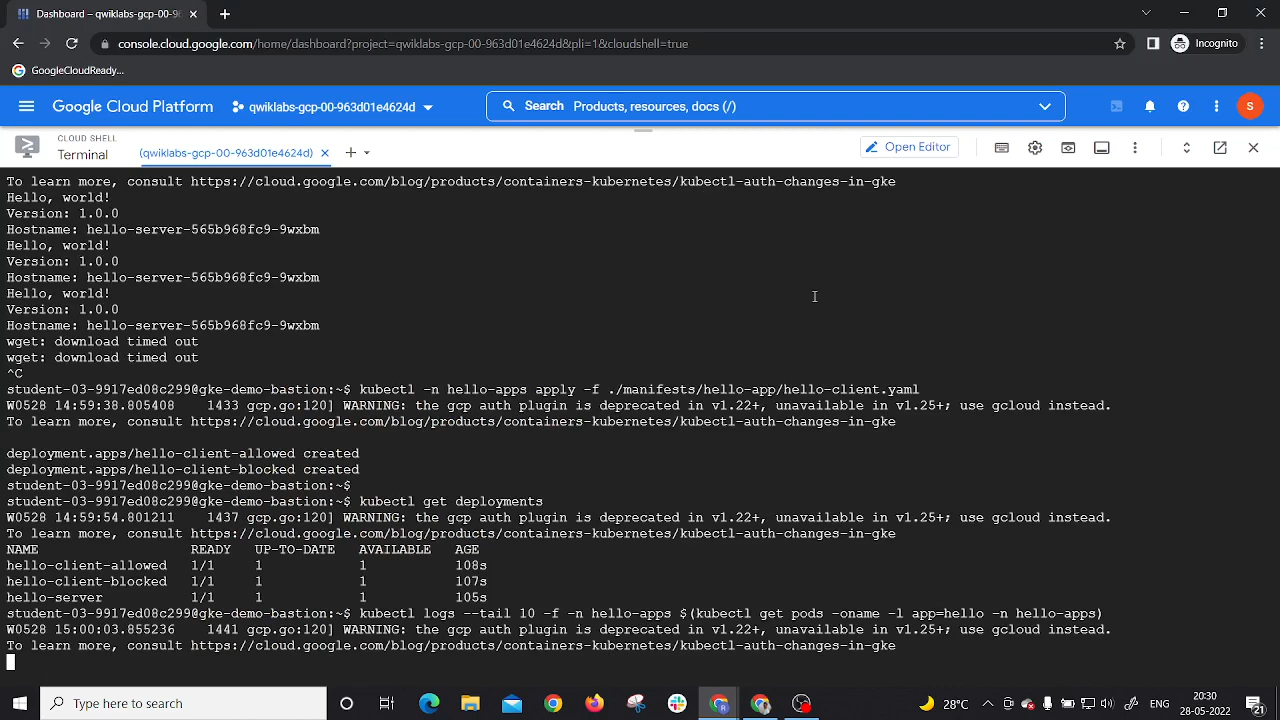 Dashboard – qwiklabs-gcp-00-96
console.cloud.google.com/home/dashboard?project=qwiklabs-gcp-00-963d01e4624d&pli=1&cloudshell=true
Incognito
GoogleCloudReady...
Google Cloud Platform
qwiklabs-gcp-00-963d01e4624d
Search Products, resources, docs (/)
S
CLOUD SHELL
Terminal
(qwiklabs-gcp-00-963d01e4624d)
Open Editor
To learn more, consult https://cloud.google.com/blog/products/containers-kubernetes/kubectl-auth-changes-in-gke
Hello, world!
Version: 1.0.0
Hostname: hello-server-565b968fc9-9wxbm
Hello, world!
Version: 1.0.0
Hostname: hello-server-565b968fc9-9wxbm
Hello, world!
Version: 1.0.0
Hostname: hello-server-565b968fc9-9wxbm
wget: download timed out
wget: download timed out
^C
student-03-9917ed08c299@gke-demo-bastion:~$ kubectl -n hello-apps apply -f ./manifests/hello-app/hello-client.yaml
W0528 14:59:38.805408    1433 gcp.go:120] WARNING: the gcp auth plugin is deprecated in v1.22+, unavailable in v1.25+; use gcloud instead.
To learn more, consult https://cloud.google.com/blog/products/containers-kubernetes/kubectl-auth-changes-in-gke
deployment.apps/hello-client-allowed created
deployment.apps/hello-client-blocked created
student-03-9917ed08c299@gke-demo-bastion:~$
student-03-9917ed08c299@gke-demo-bastion:~$ kubectl get deployments
W0528 14:59:54.801211    1437 gcp.go:120] WARNING: the gcp auth plugin is deprecated in v1.22+, unavailable in v1.25+; use gcloud instead.
To learn more, consult https://cloud.google.com/blog/products/containers-kubernetes/kubectl-auth-changes-in-gke
NAME                   READY   UP-TO-DATE   AVAILABLE   AGE
hello-client-allowed   1/1     1            1           108s
hello-client-blocked   1/1     1            1           107s
hello-server           1/1     1            1           105s
student-03-9917ed08c299@gke-demo-bastion:~$ kubectl logs --tail 10 -f -n hello-apps $(kubectl get pods -oname -l app=hello -n hello-apps)
W0528 15:00:03.855236    1441 gcp.go:120] WARNING: the gcp auth plugin is deprecated in v1.22+, unavailable in v1.25+; use gcloud instead.
To learn more, consult https://cloud.google.com/blog/products/containers-kubernetes/kubectl-auth-changes-in-gke
Type here to search
28°C
ENG
20:30
28-05-2022
21